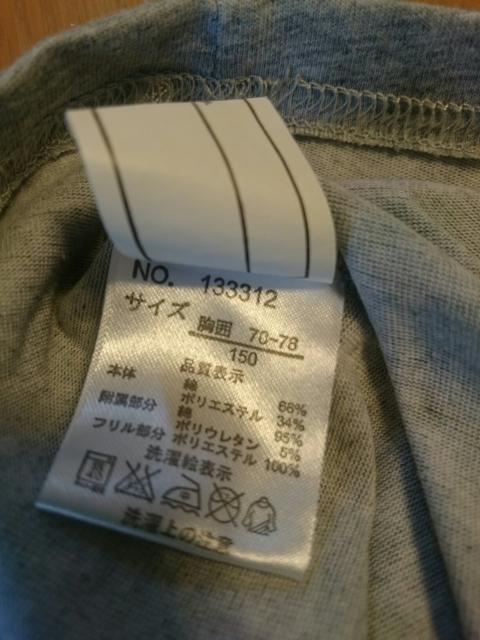 NO. 133312
サイズ 胸囲 70~78
150
品質表示
本体 綿 66%
ポリエステル 34%
附属部分 綿 95%
ポリウレタン 5%
フリル部分 ポリエステル 100%
洗濯絵表示
洗濯上の注意